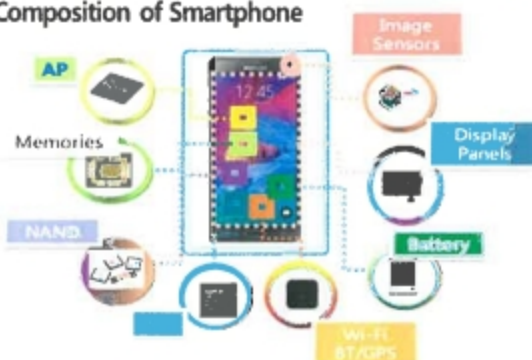 Composition of Smartphone
Image
Sensors
AP
12:45
Memories
Display
Panels
NAND
Battery
Wi-Fi
BT/GPS